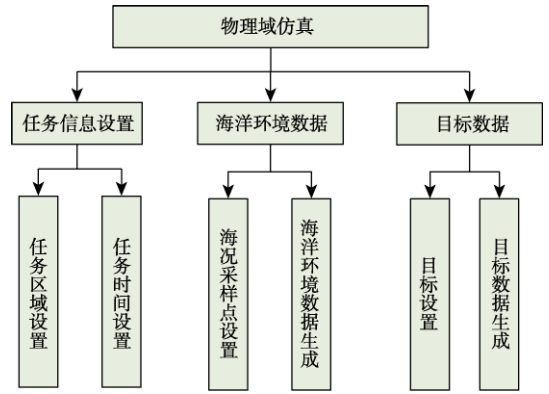 物理域仿真
任务信息设置
海洋环境数据
目标数据
任务区域设置
任务时间设置
海况采样点设置
海洋环境数据生成
目标设置
目标数据生成